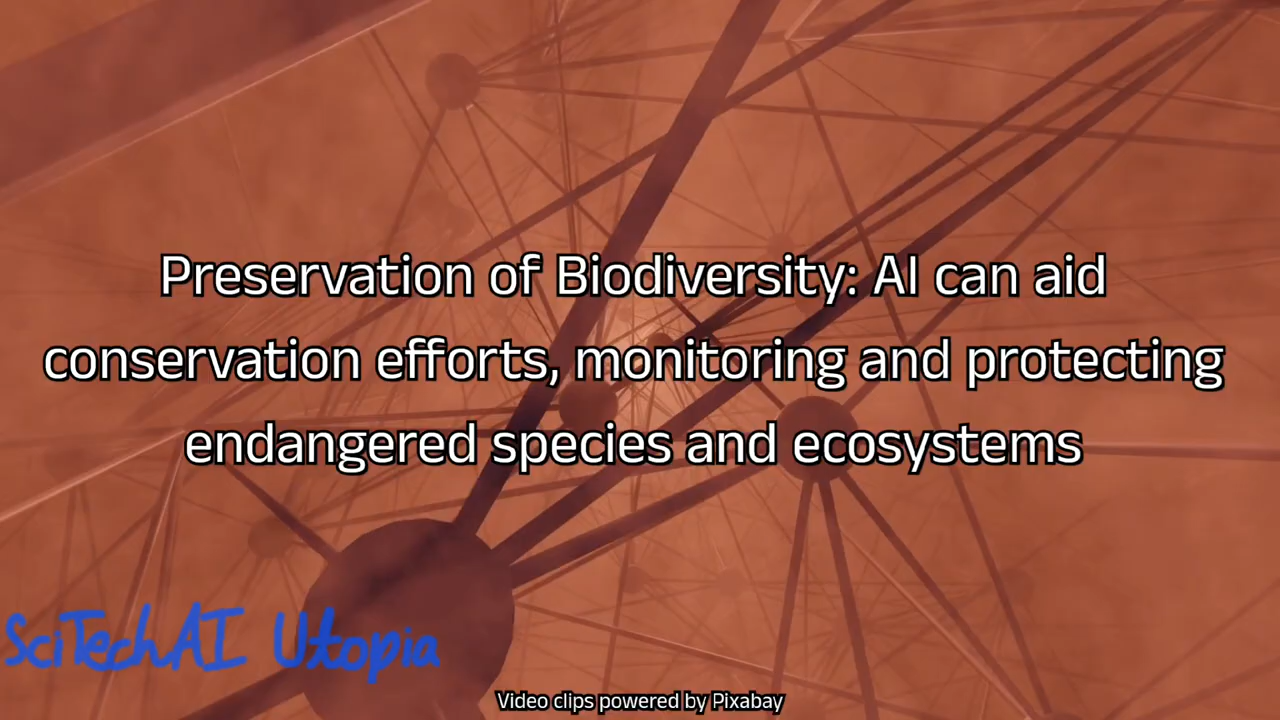 Preservation of Biodiversity: AI can aid
conservation efforts, monitoring and protecting
endangered species and ecosystems
SciTechAI Utopia
Video clips powered by Pixabay